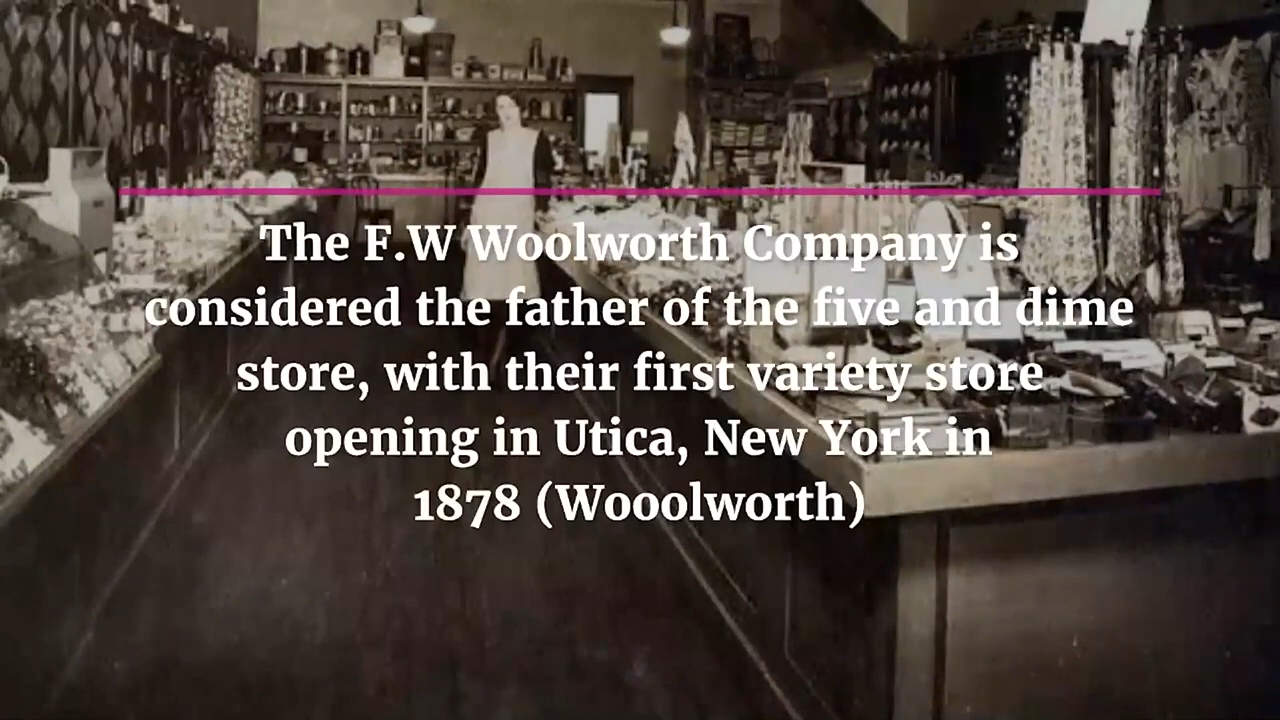 The F.W Woolworth Company is
considered the father of the five and dime
store, with their first variety store
opening in Utica, New York in
1878 (Wooolworth)